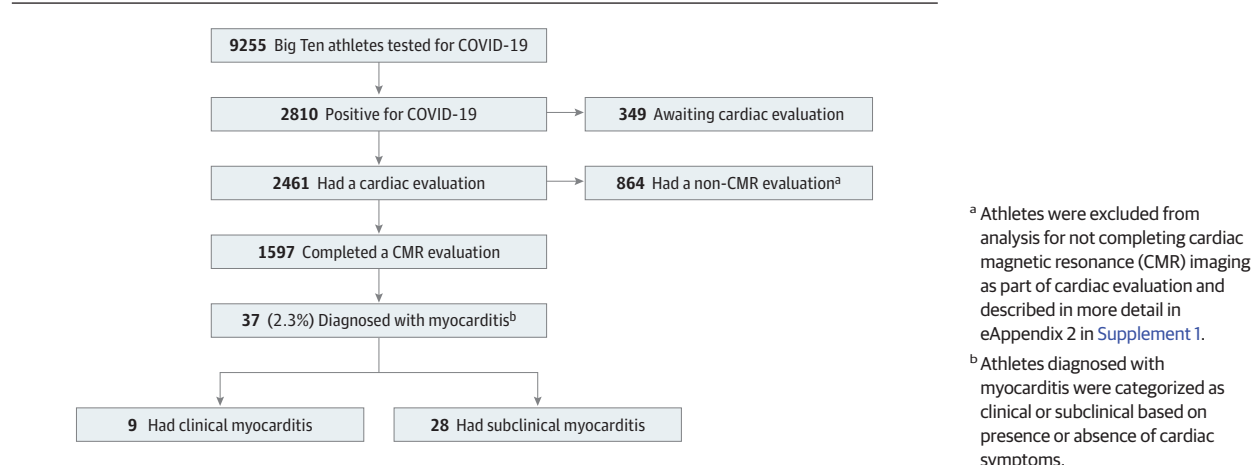 9255 Big Ten athletes tested for COVID-19
2810 Positive for COVID-19
349 Awaiting cardiac evaluation
2461 Had a cardiac evaluation
864 Had a non-CMR evaluationᵃ
1597 Completed a CMR evaluation
37 (2.3%) Diagnosed with myocarditisᵇ
9 Had clinical myocarditis
28 Had subclinical myocarditis
ᵃ Athletes were excluded from
analysis for not completing cardiac
magnetic resonance (CMR) imaging
as part of cardiac evaluation and
described in more detail in
eAppendix 2 in Supplement 1.
ᵇ Athletes diagnosed with
myocarditis were categorized as
clinical or subclinical based on
presence or absence of cardiac
symptoms.